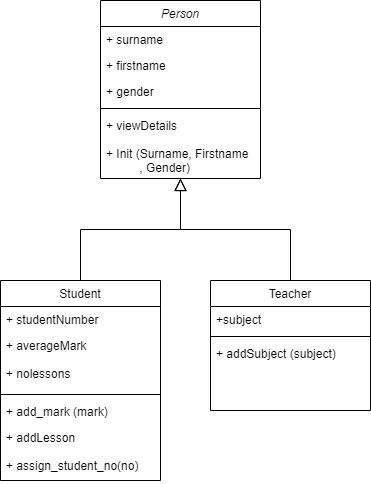 Person
+ surname
+ firstname
+ gender
+ viewDetails
+ Init (Surname, Firstname
, Gender)
Student
+ studentNumber
+ averageMark
+ nolessons
+ add_mark (mark)
+ addLesson
+ assign_student_no(no)
Teacher
+subject
+ addSubject (subject)